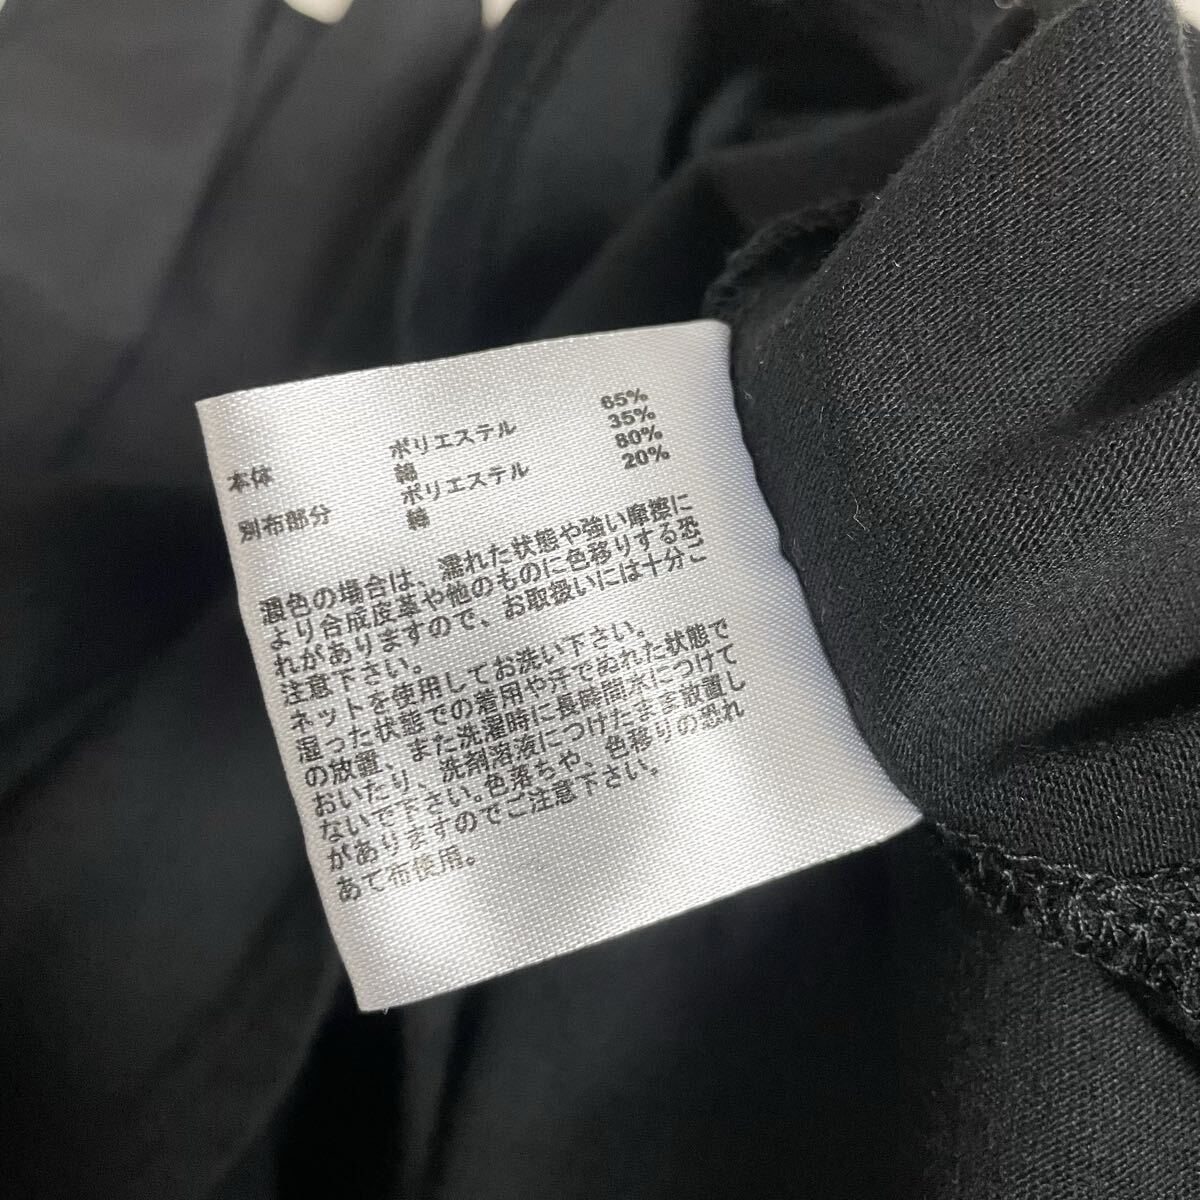 本体 ポリエステル 65%
綿 35%
別布部分 ポリエステル 80%
綿 20%
濃色の場合は、濡れた状態や強い摩擦に
より合成皮革や他のものに色移りする恐
れがありますので、お取扱いには十分ご
注意下さい。
ネットを使用してお洗い下さい。
湿った状態での着用や汗でぬれた状態で
の放置、また洗濯時に長時間水につけて
おいたり、洗剤溶液につけたまま放置し
ないで下さい。色落ちや、色移りの恐れ
がありますのでご注意下さい。
あて布使用。